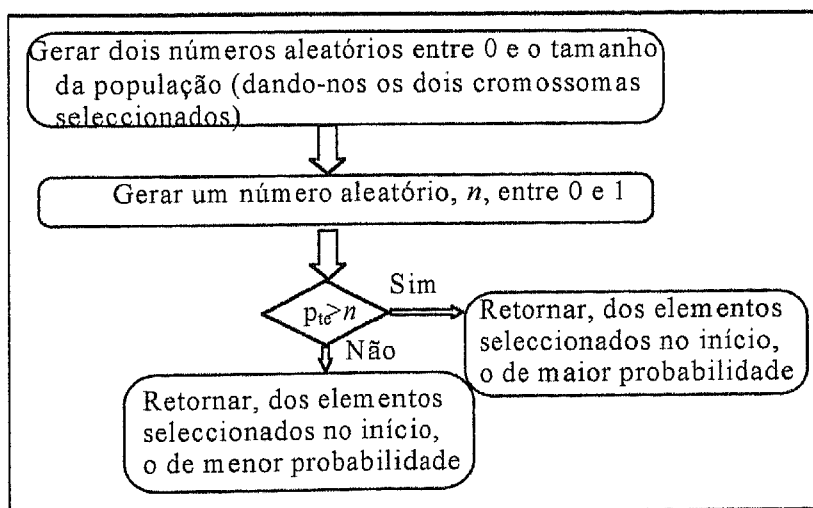 Gerar dois números aleatórios entre 0 e o tamanho
da população (dando-nos os dois cromossomas
seleccionados)
Gerar um número aleatório, n, entre 0 e 1
pte>n
Sim
Não
Retornar, dos elementos
seleccionados no início,
o de maior probabilidade
Retornar, dos elementos
seleccionados no início,
o de menor probabilidade